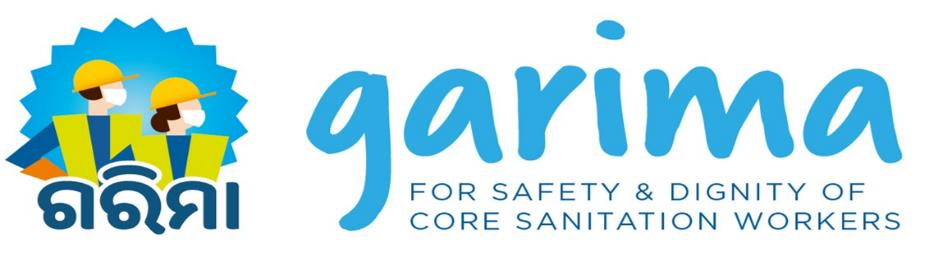 ଗରିମା
garima
FOR SAFETY & DIGNITY OF
CORE SANITATION WORKERS